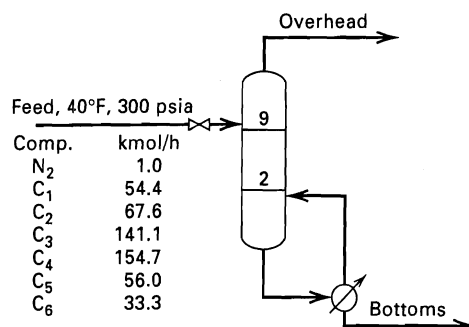 Overhead
Feed, 40°F, 300 psia
9
Comp. kmol/h
N₂ 1.0
C₁ 54.4
C₂ 67.6
2
C₃ 141.1
C₄ 154.7
C₅ 56.0
C₆ 33.3
Bottoms